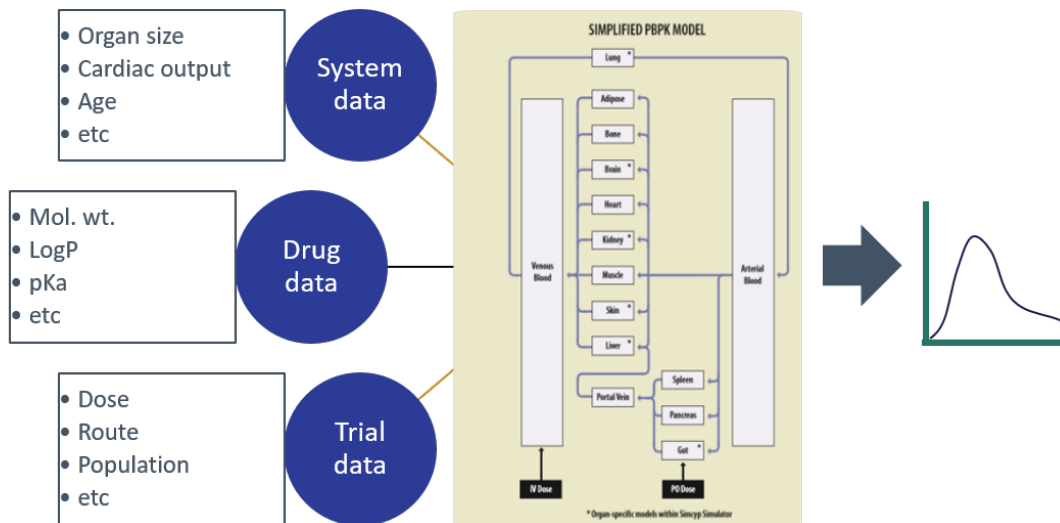 • Organ size
• Cardiac output
• Age
• etc
System
data
• Mol. wt.
• LogP
• pKa
• etc
Drug
data
• Dose
• Route
• Population
• etc
Trial
data
SIMPLIFIED PBPK MODEL
Lung *
Adipose
Bone
Brain *
Heart
Kidney *
Muscle
Skin *
Liver *
Venous
Blood
Arterial
Blood
Portal Vein
Spleen
Pancreas
Gut *
IV Dose
PO Dose
* Organ-specific models within Simcyp Simulator